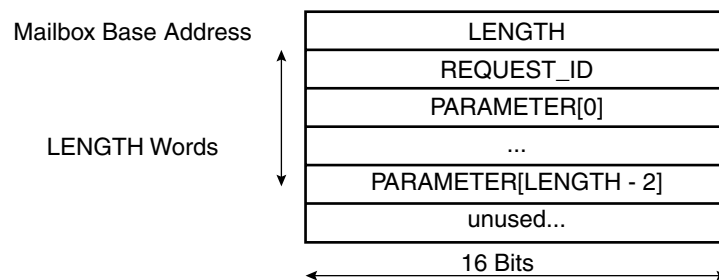 Mailbox Base Address
LENGTH
REQUEST_ID
PARAMETER[0]
...
LENGTH Words
PARAMETER[LENGTH - 2]
unused...
16 Bits